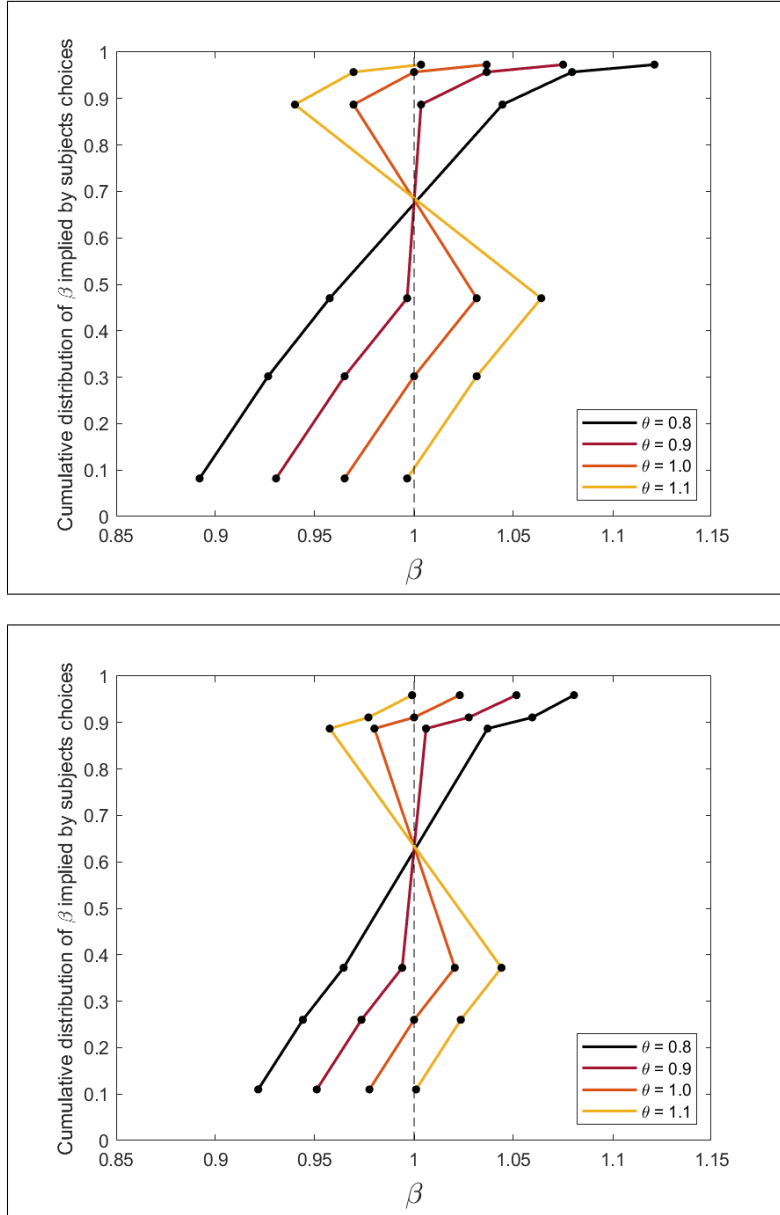 1
0.9
0.8
0.7
0.6
0.5
0.4
0.3
0.2
0.1
0
Cumulative distribution of β implied by subjects choices
0.85 0.9 0.95 1 1.05 1.1 1.15
β
θ = 0.8
θ = 0.9
θ = 1.0
θ = 1.1
1
0.9
0.8
0.7
0.6
0.5
0.4
0.3
0.2
0.1
0
Cumulative distribution of β implied by subjects choices
0.85 0.9 0.95 1 1.05 1.1 1.15
β
θ = 0.8
θ = 0.9
θ = 1.0
θ = 1.1